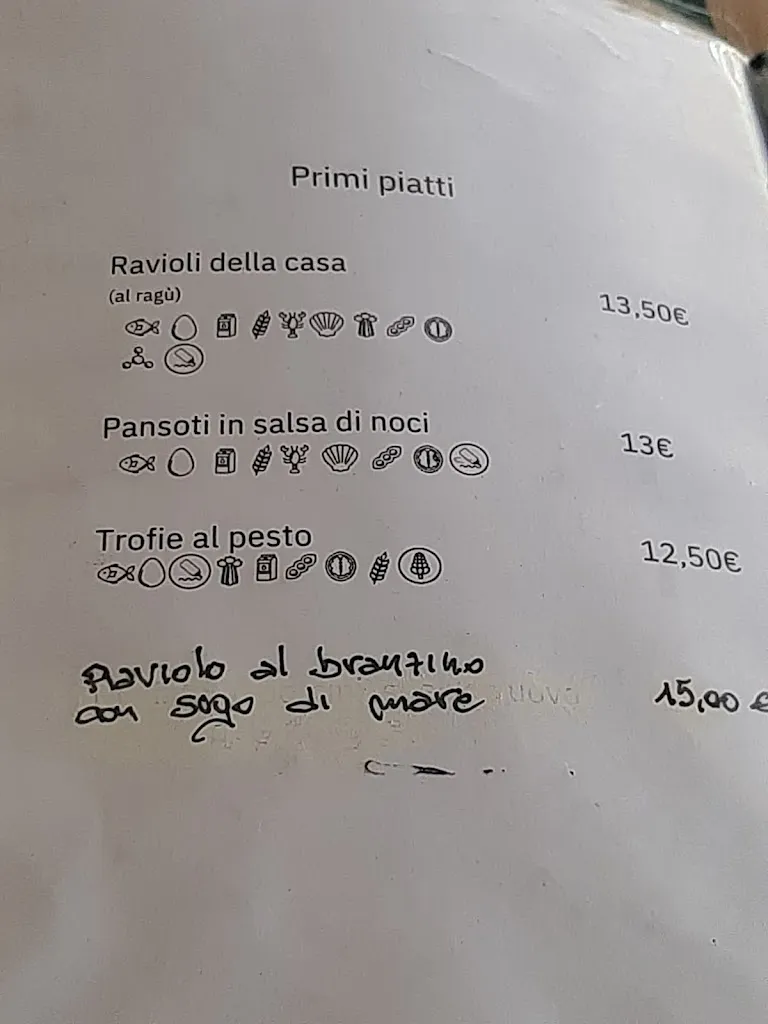 Primi piatti
Ravioli della casa
(al ragù)
13,50€
Pansoti in salsa di noci
13€
Trofie al pesto
12,50€
Raviolo al branzino
con sogo di mare
15,00 €